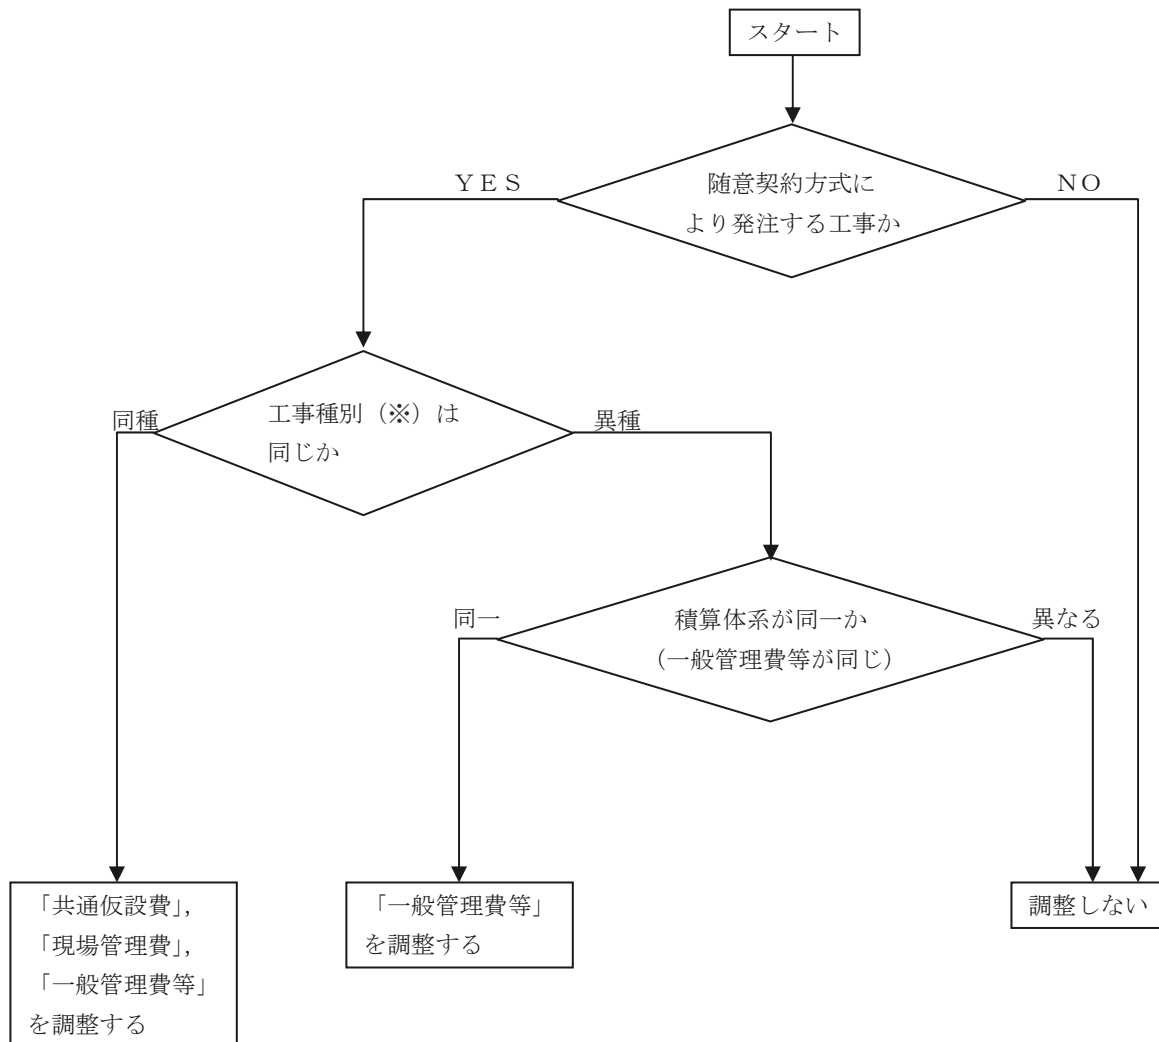 スタート
随意契約方式に
より発注する工事か
ＹＥＳ
ＮＯ
工事種別（※）は
同じか
同種
異種
積算体系が同一か
（一般管理費等が同じ）
同一
異なる
「共通仮設費」，
「現場管理費」，
「一般管理費等」
を調整する
「一般管理費等」
を調整する
調整しない